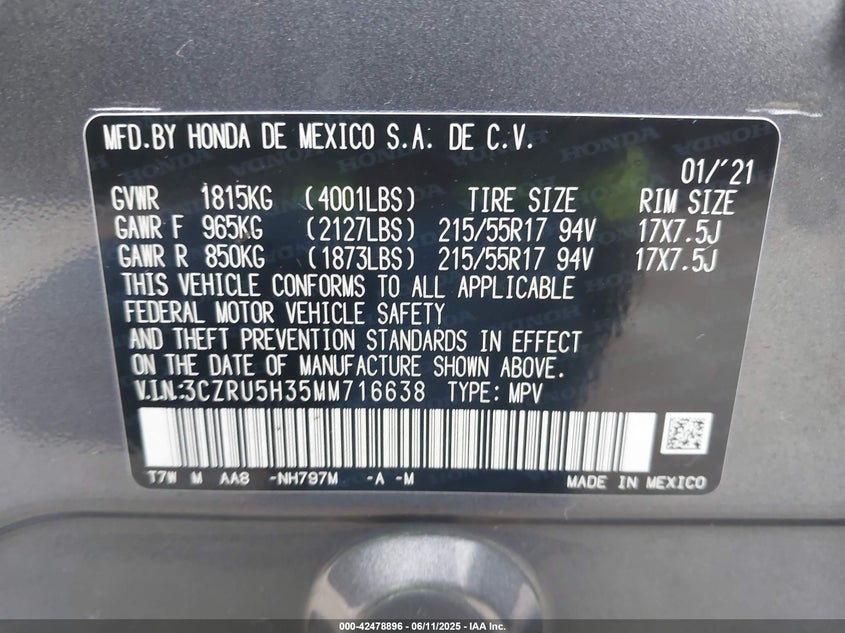 MFD.BY HONDA DE MEXICO S.A. DE C.V.
01/'21
GVWR 1815KG (4001LBS) TIRE SIZE RIM SIZE
GAWR F 965KG (2127LBS) 215/55R17 94V 17X7.5J
GAWR R 850KG (1873LBS) 215/55R17 94V 17X7.5J
THIS VEHICLE CONFORMS TO ALL APPLICABLE
FEDERAL MOTOR VEHICLE SAFETY
AND THEFT PREVENTION STANDARDS IN EFFECT
ON THE DATE OF MANUFACTURE SHOWN ABOVE.
V.I.N:3CZRU5H35MM716638 TYPE: MPV
T7W M AA8 -NH797M -A -M MADE IN MEXICO
000-42478896 - 06/11/2025 - IAA Inc.